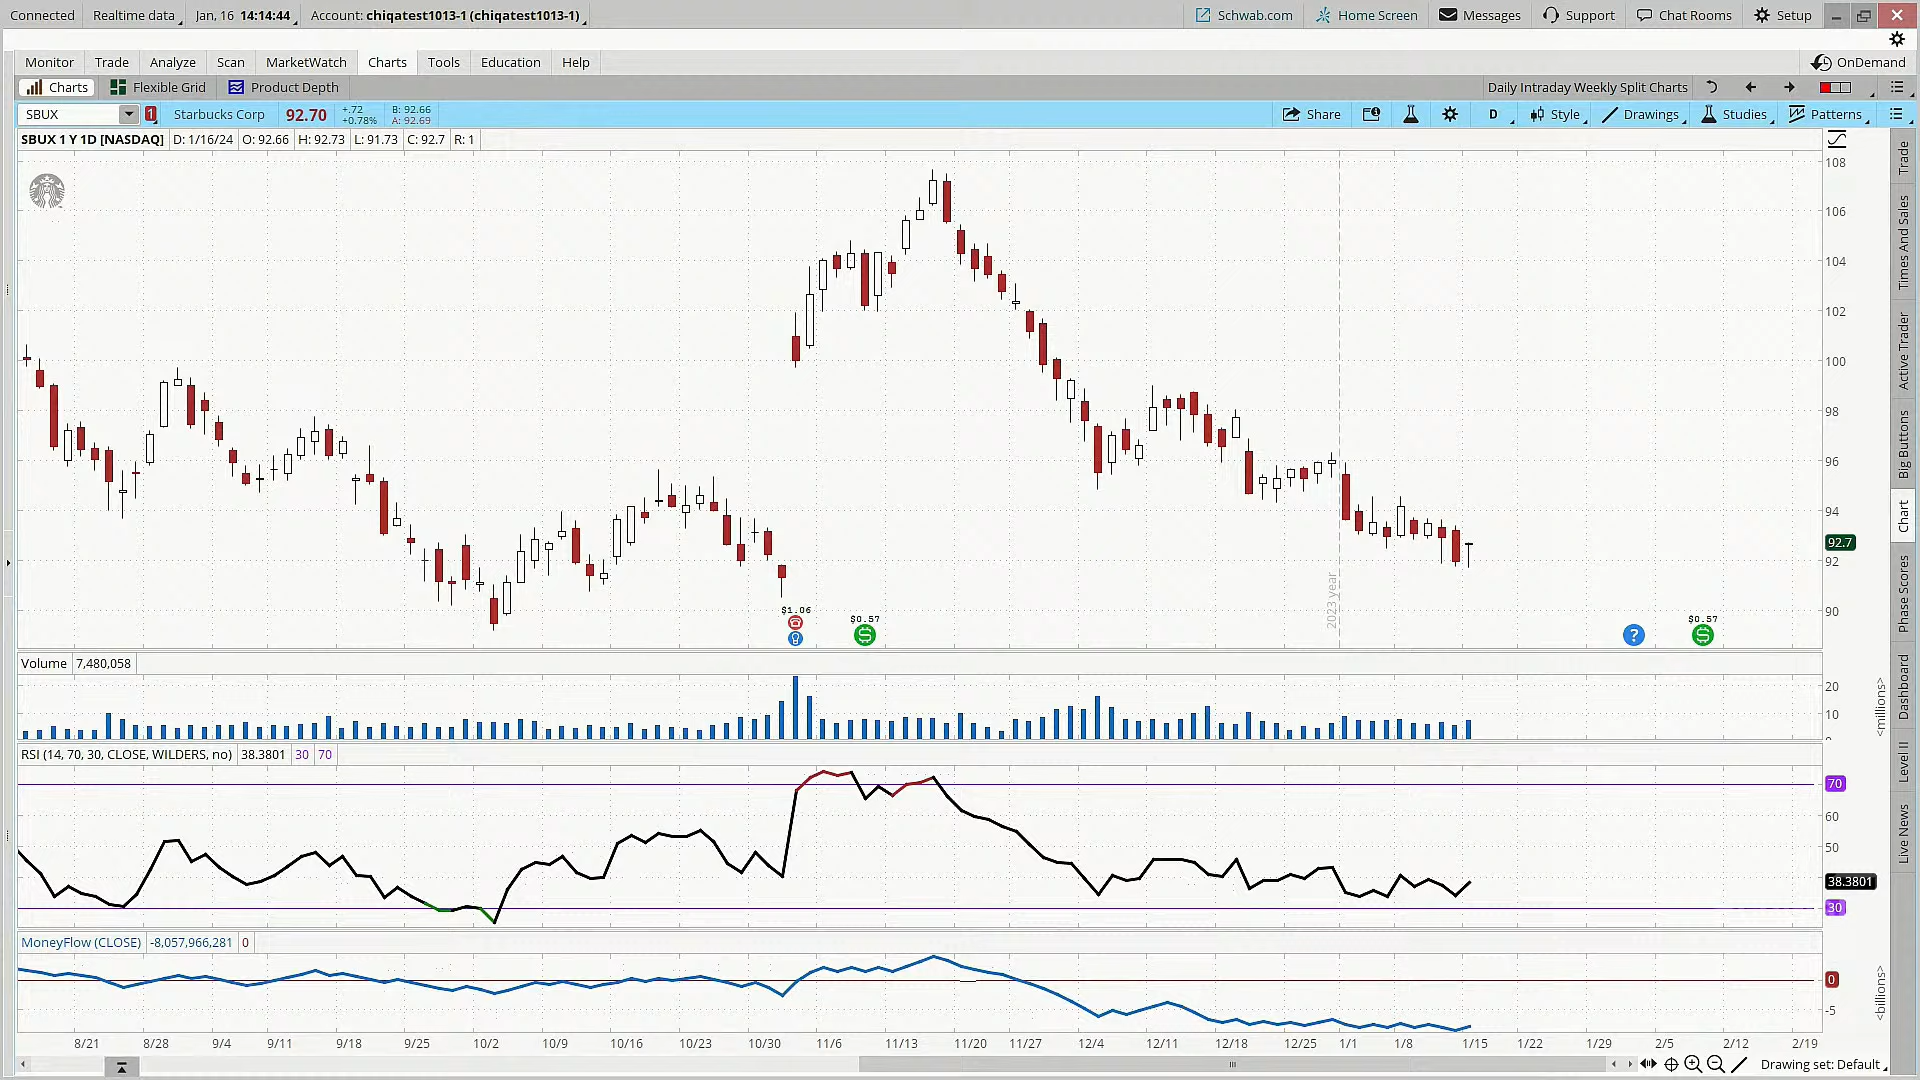 Connected Realtime data Jan, 16 14:14:44 Account: chiqatest1013-1 (chiqatest1013-1) Schwab.com Home Screen Messages Support Chat Rooms Setup
Monitor Trade Analyze Scan MarketWatch Charts Tools Education Help OnDemand
Charts Flexible Grid Product Depth Daily Intraday Weekly Split Charts
SBUX 1 Starbucks Corp 92.70 +.72 +0.78% B: 92.66 A: 92.69 Share D Style Drawings Studies Patterns
SBUX 1 Y 1D [NASDAQ] D: 1/16/24 O: 92.66 H: 92.73 L: 91.73 C: 92.7 R: 1
108
106
104
102
100
98
96
94
92.7
92
90
2023 year
$1.06 $0.57 ? $0.57
Volume 7,480,058
20
10
0
<millions>
RSI (14, 70, 30, CLOSE, WILDERS, no) 38.3801 30 70
70
60
50
38.3801
30
MoneyFlow (CLOSE) -8,057,966,281 0
0
-5
<billions>
8/21 8/28 9/4 9/11 9/18 9/25 10/2 10/9 10/16 10/23 10/30 11/6 11/13 11/20 11/27 12/4 12/11 12/18 12/25 1/1 1/8 1/15 1/22 1/29 2/5 2/12 2/19
Drawing set: Default
Trade
Times And Sales
Active Trader
Big Buttons
Chart
Phase Scores
Dashboard
Level II
Live News